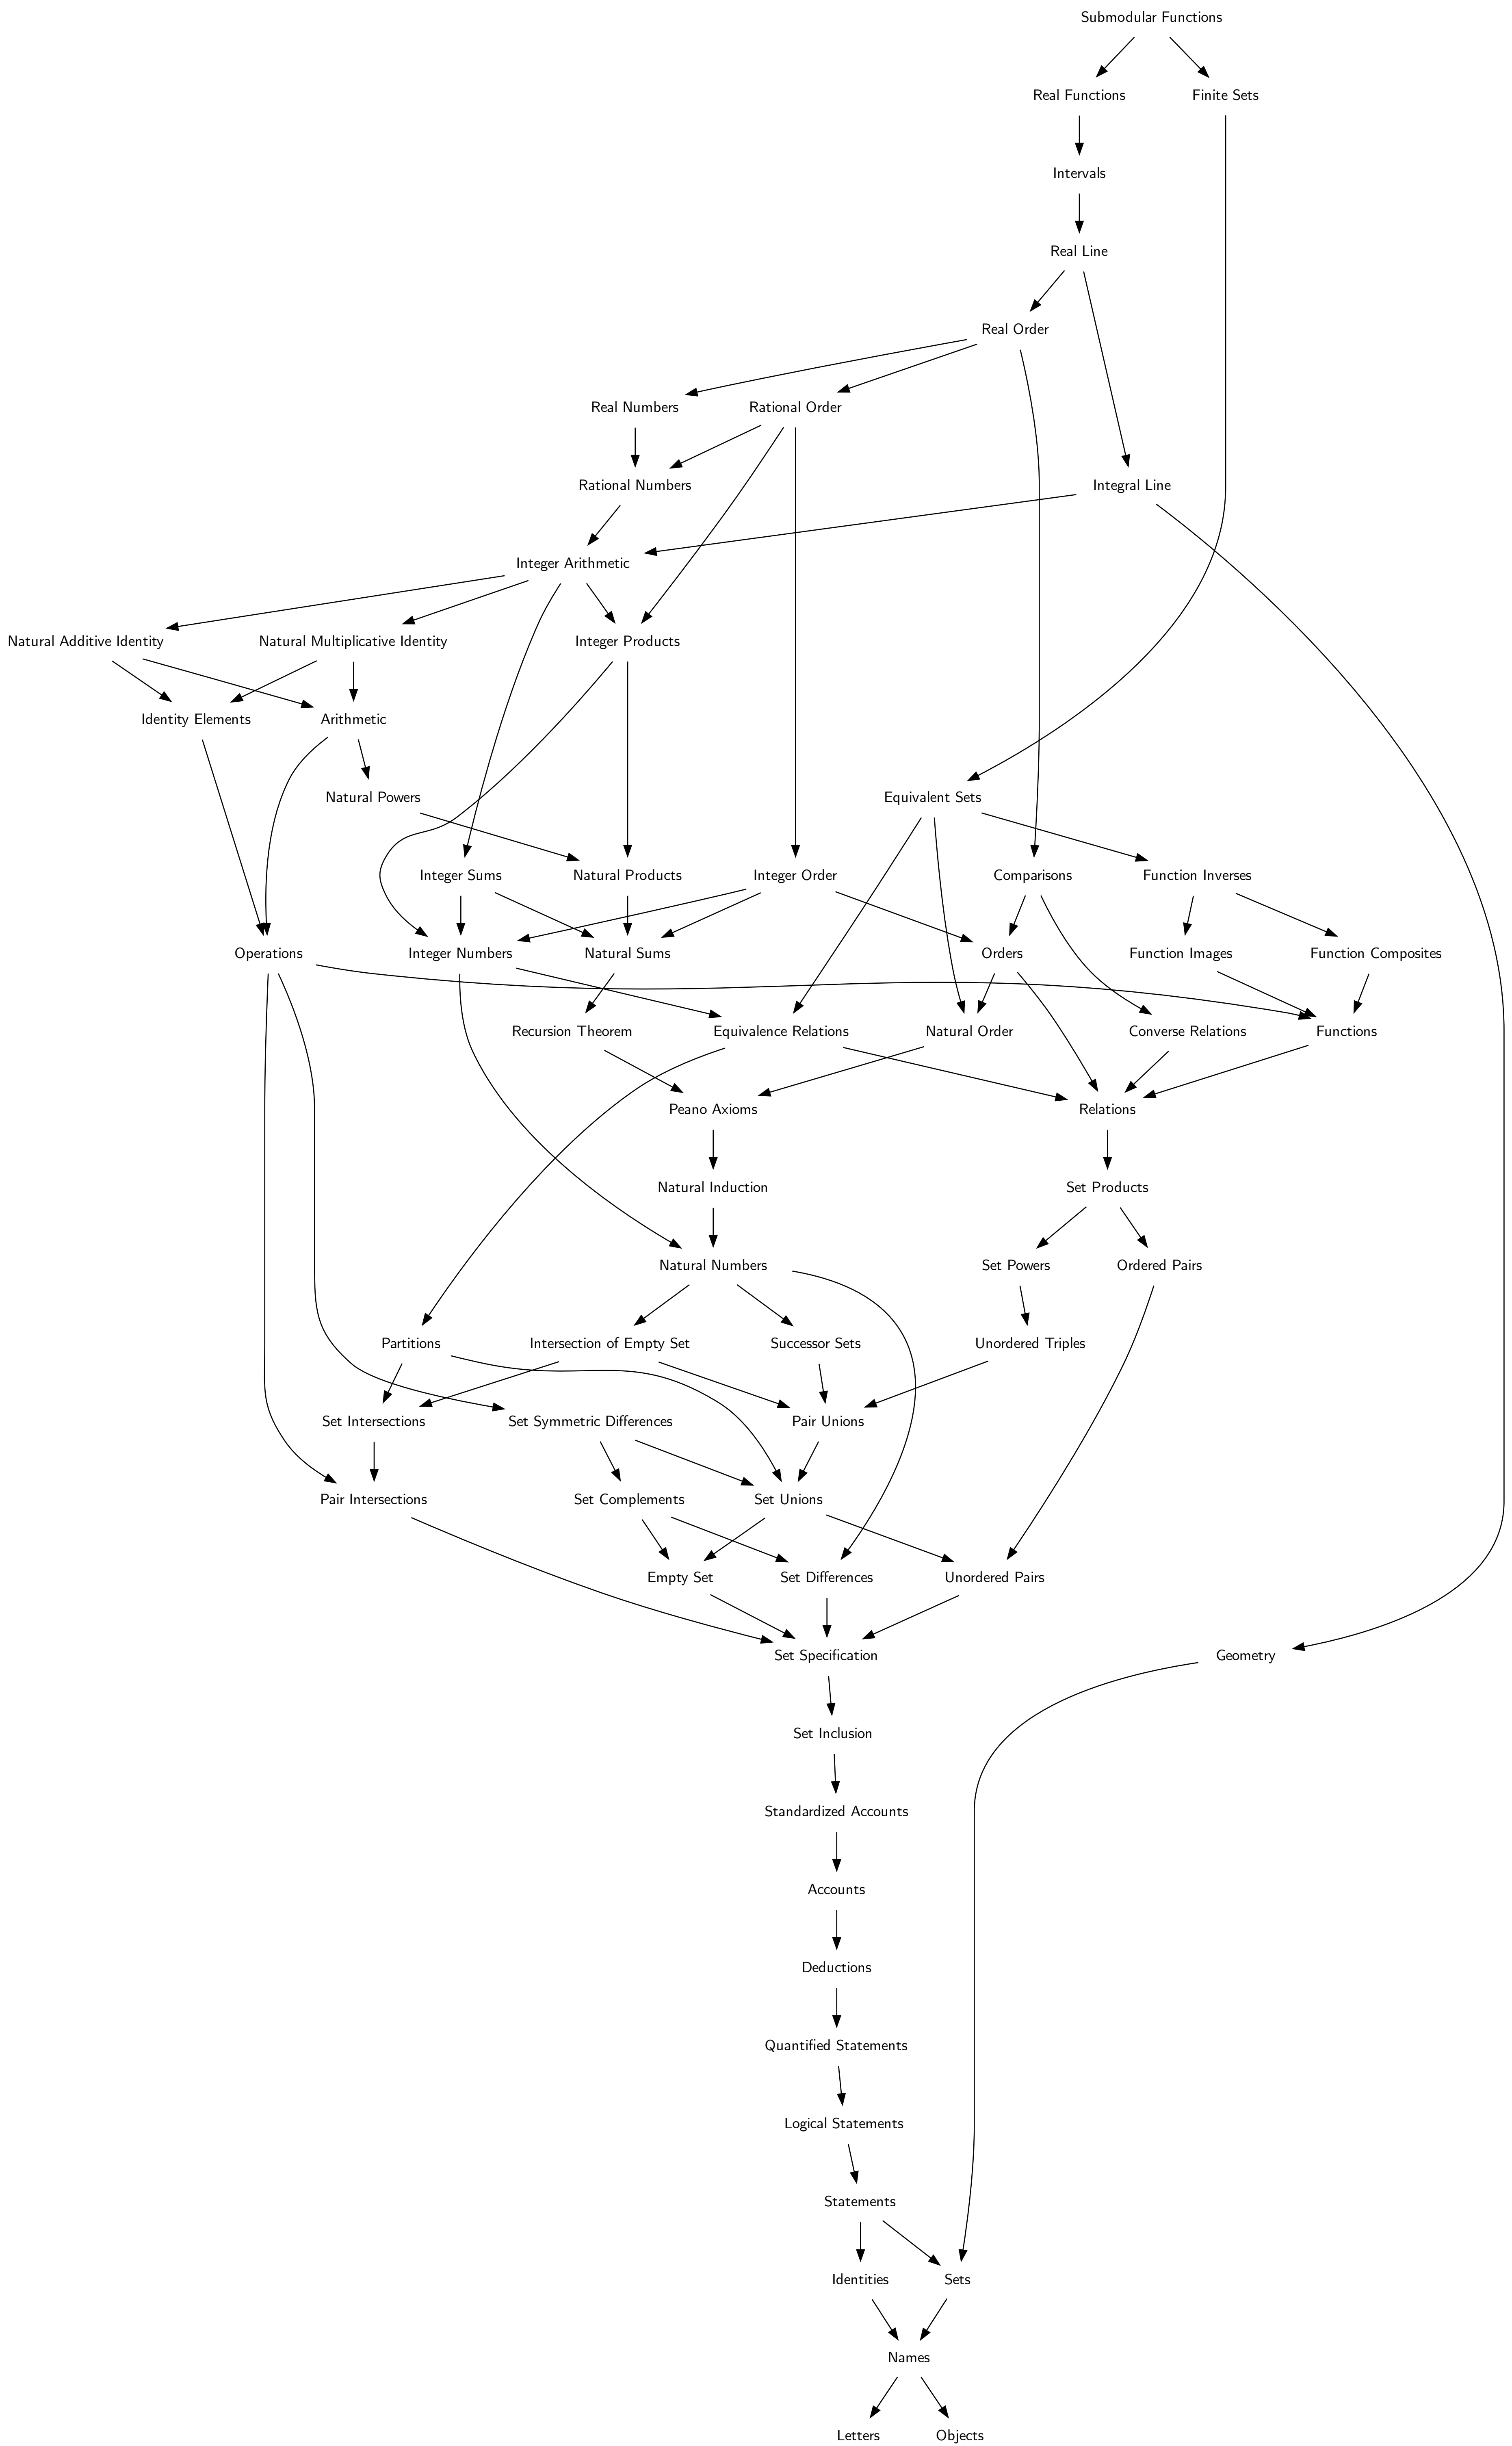 Submodular Functions
Real Functions
Finite Sets
Intervals
Real Line
Real Order
Real Numbers
Rational Order
Rational Numbers
Integral Line
Integer Arithmetic
Natural Additive Identity
Natural Multiplicative Identity
Integer Products
Identity Elements
Arithmetic
Natural Powers
Equivalent Sets
Integer Sums
Natural Products
Integer Order
Comparisons
Function Inverses
Operations
Integer Numbers
Natural Sums
Orders
Function Images
Function Composites
Recursion Theorem
Equivalence Relations
Natural Order
Converse Relations
Functions
Peano Axioms
Relations
Natural Induction
Set Products
Natural Numbers
Set Powers
Ordered Pairs
Partitions
Intersection of Empty Set
Successor Sets
Unordered Triples
Set Intersections
Set Symmetric Differences
Pair Unions
Pair Intersections
Set Complements
Set Unions
Empty Set
Set Differences
Unordered Pairs
Set Specification
Geometry
Set Inclusion
Standardized Accounts
Accounts
Deductions
Quantified Statements
Logical Statements
Statements
Identities
Sets
Names
Letters
Objects